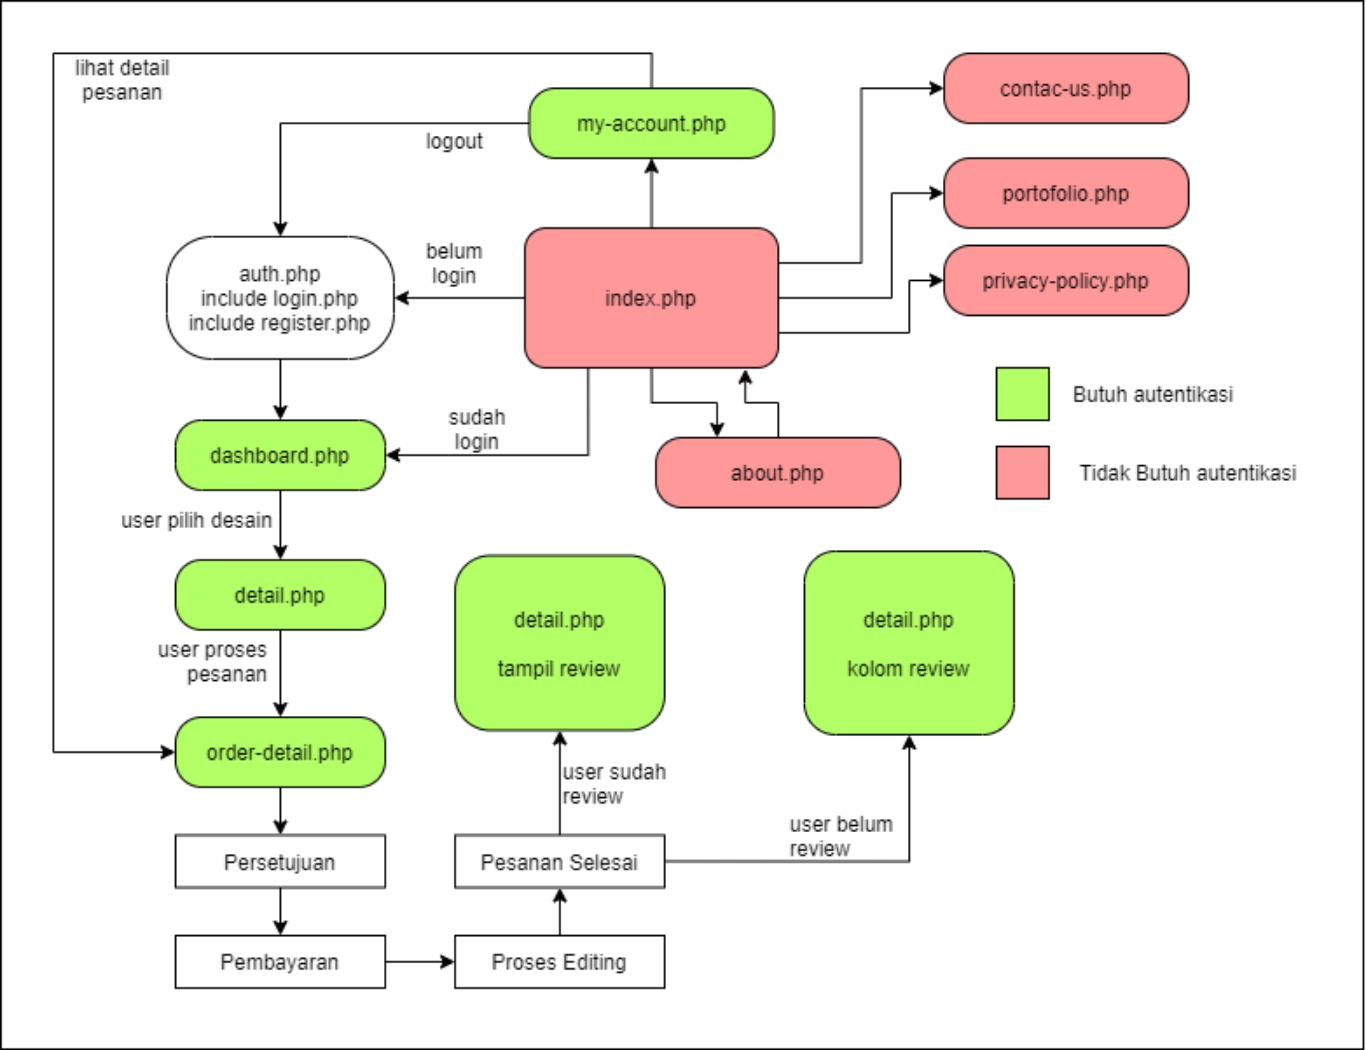 lihat detail
pesanan
my-account.php
contac-us.php
logout
portofolio.php
belum
login
auth.php
include login.php
include register.php
index.php
privacy-policy.php
Butuh autentikasi
sudah
login
dashboard.php
about.php
Tidak Butuh autentikasi
user pilih desain
detail.php
detail.php
tampil review
detail.php
kolom review
user proses
pesanan
order-detail.php
user sudah
review
user belum
review
Persetujuan
Pesanan Selesai
Pembayaran
Proses Editing